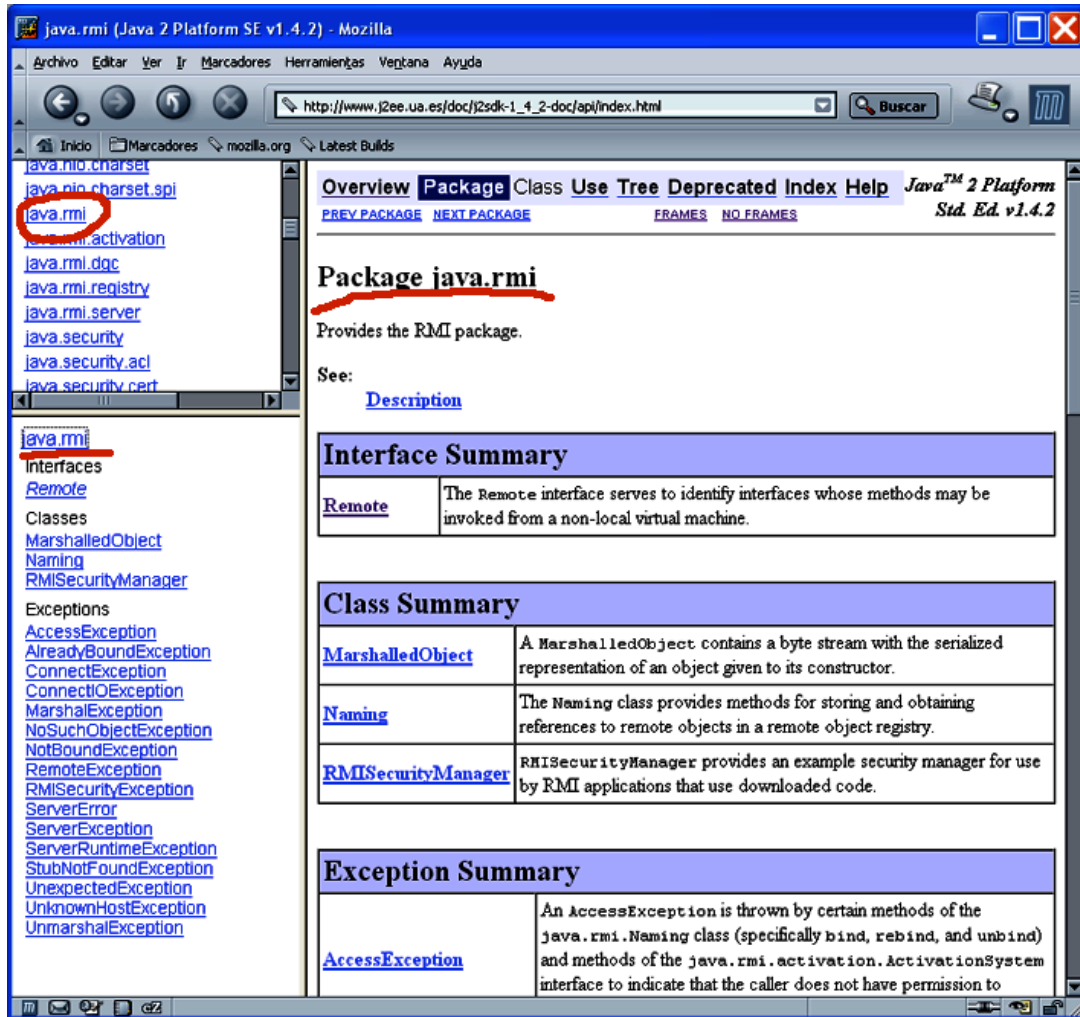 java.rmi (Java 2 Platform SE v1.4.2) - Mozilla
Archivo Editar Ver Ir Marcadores Herramientas Ventana Ayuda
http://www.j2ee.ua.es/doc/j2sdk-1_4_2-doc/api/index.html
Buscar
Inicio Marcadores mozilla.org Latest Builds
java.nio.charset
java.nio.charset.spi
java.rmi
java.rmi.activation
java.rmi.dgc
java.rmi.registry
java.rmi.server
java.security
java.security.acl
java.security.cert
java.rmi
Interfaces
Remote
Classes
MarshalledObject
Naming
RMISecurityManager
Exceptions
AccessException
AlreadyBoundException
ConnectException
ConnectIOException
MarshalException
NoSuchObjectException
NotBoundException
RemoteException
RMISecurityException
ServerError
ServerException
ServerRuntimeException
StubNotFoundException
UnexpectedException
UnknownHostException
UnmarshalException
Overview Package Class Use Tree Deprecated Index Help
Java™ 2 Platform
Std. Ed. v1.4.2
PREV PACKAGE NEXT PACKAGE
FRAMES NO FRAMES
Package java.rmi
Provides the RMI package.
See:
Description
Interface Summary
Remote
The Remote interface serves to identify interfaces whose methods may be
invoked from a non-local virtual machine.
Class Summary
MarshalledObject
A MarshalledObject contains a byte stream with the serialized
representation of an object given to its constructor.
Naming
The Naming class provides methods for storing and obtaining
references to remote objects in a remote object registry.
RMISecurityManager
RMISecurityManager provides an example security manager for use
by RMI applications that use downloaded code.
Exception Summary
AccessException
An AccessException is thrown by certain methods of the
java.rmi.Naming class (specifically bind, rebind, and unbind)
and methods of the java.rmi.activation.ActivationSystem
interface to indicate that the caller does not have permission to